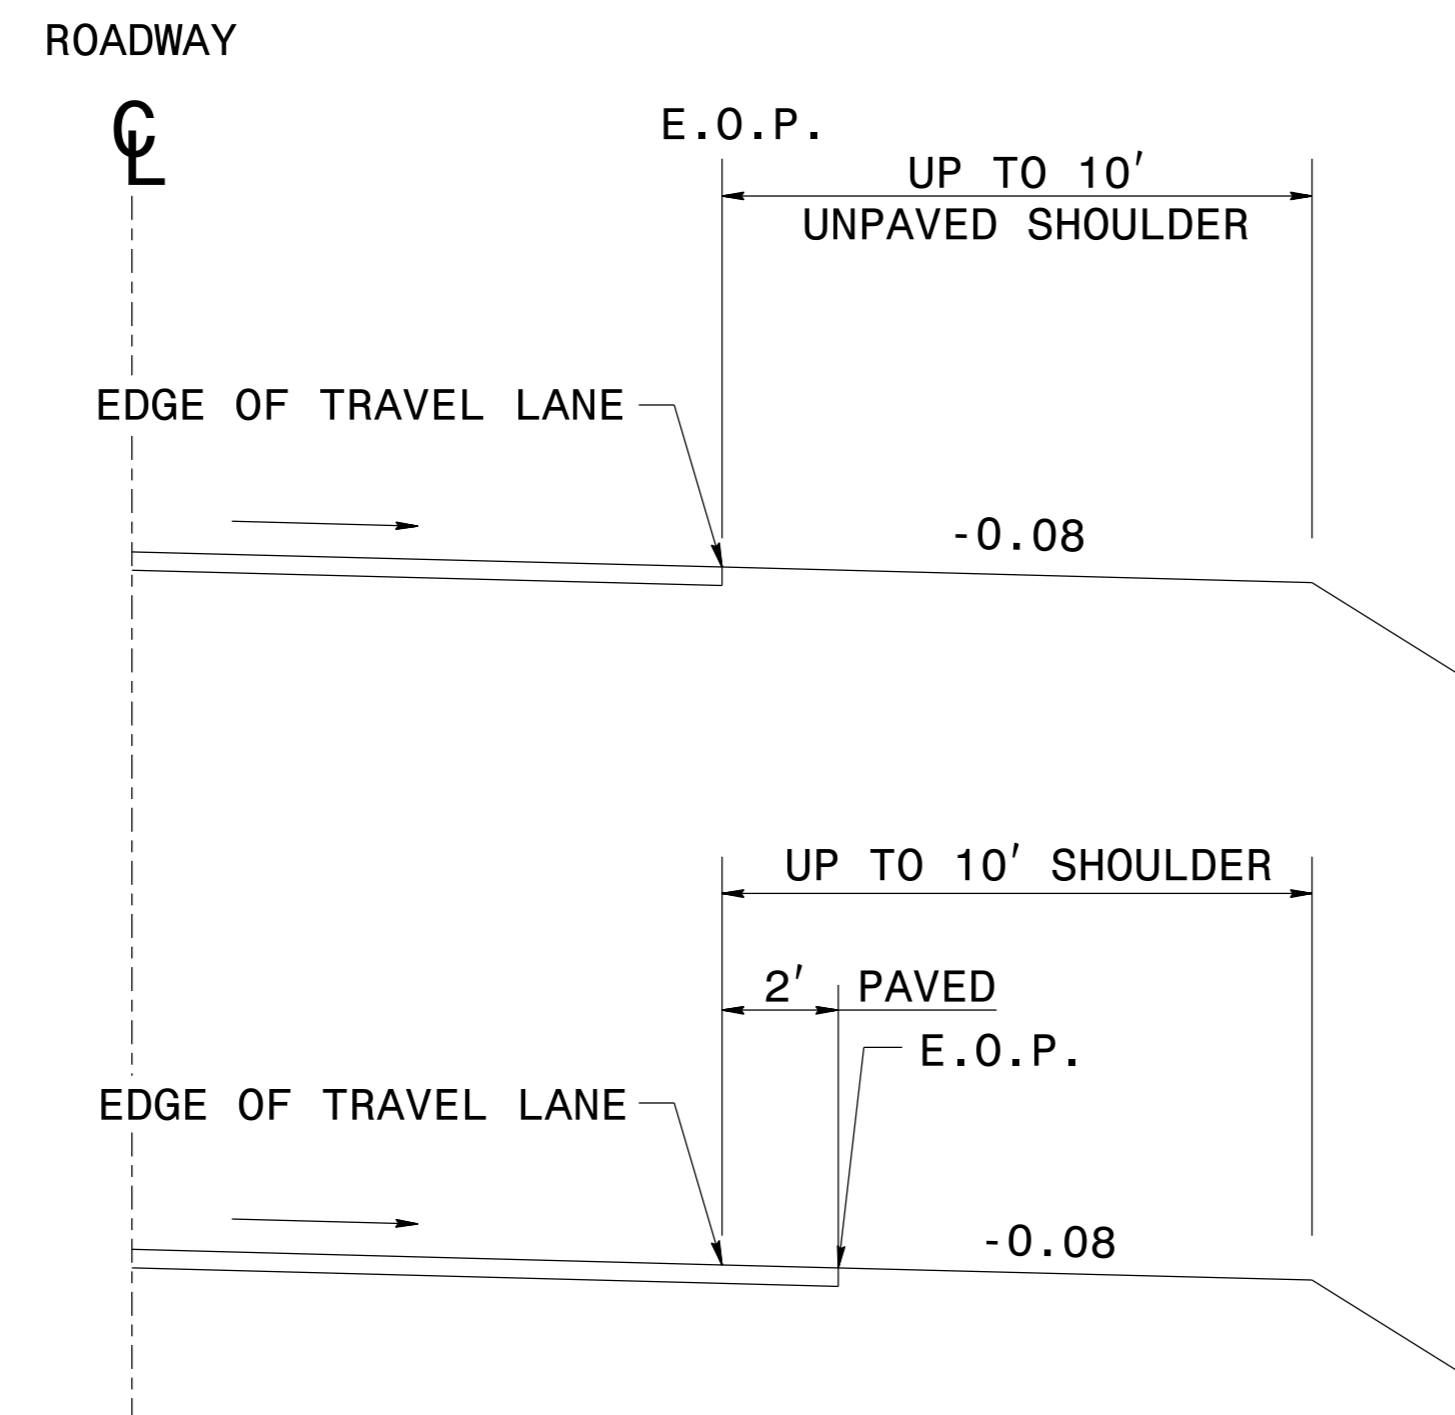 ROADWAY
℄
E.O.P.
UP TO 10'
UNPAVED SHOULDER
EDGE OF TRAVEL LANE
-0.08
UP TO 10' SHOULDER
2' PAVED
E.O.P.
EDGE OF TRAVEL LANE
-0.08